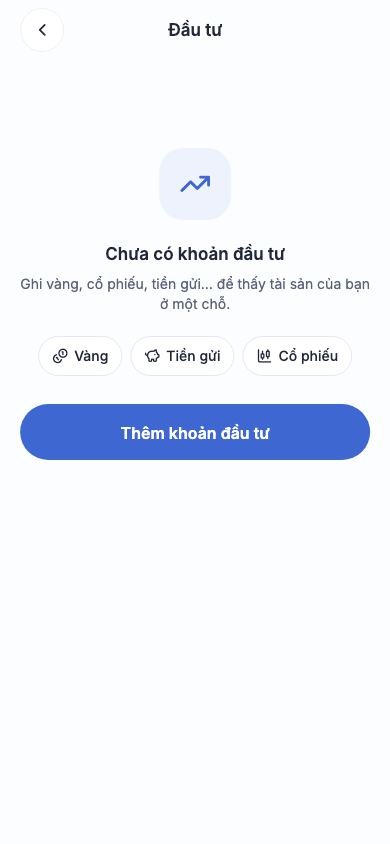 Đầu tư
Chưa có khoản đầu tư
Ghi vàng, cổ phiếu, tiền gửi... để thấy tài sản của bạn
ở một chỗ.
Vàng
Tiền gửi
Cổ phiếu
Thêm khoản đầu tư